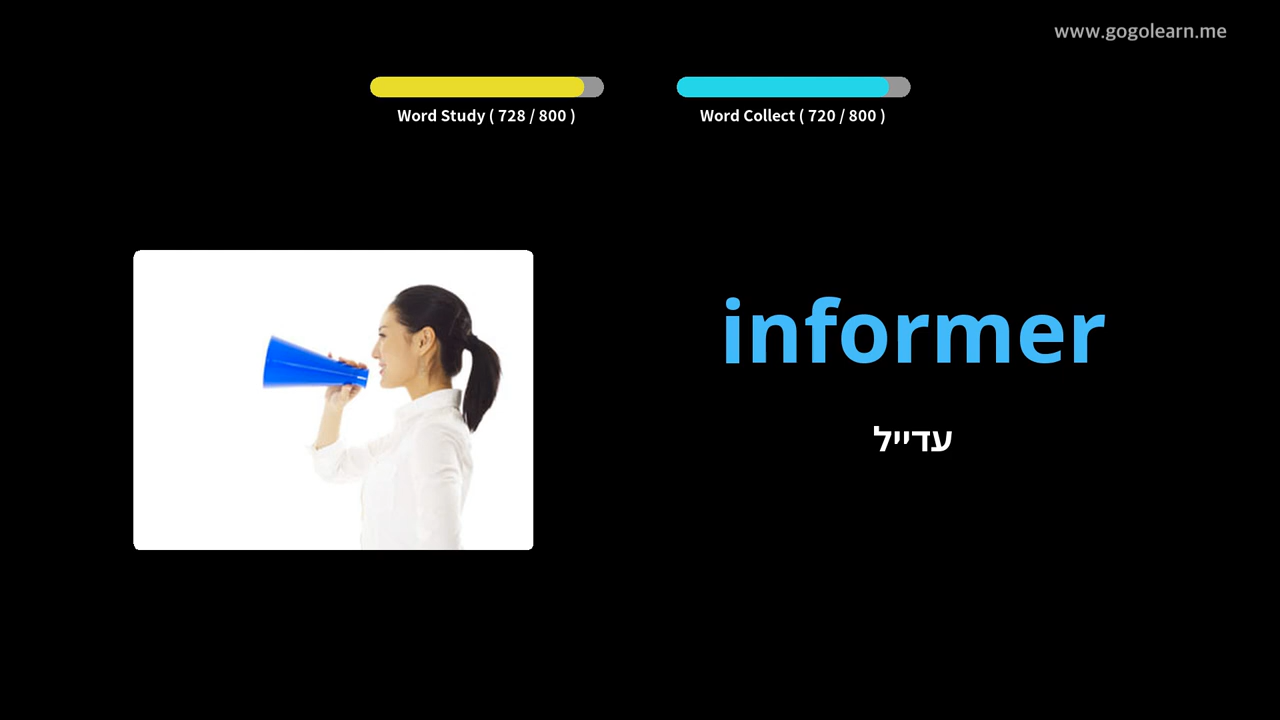 www.gogolearn.me
Word Study ( 728 / 800 )
Word Collect ( 720 / 800 )
informer
עדייל